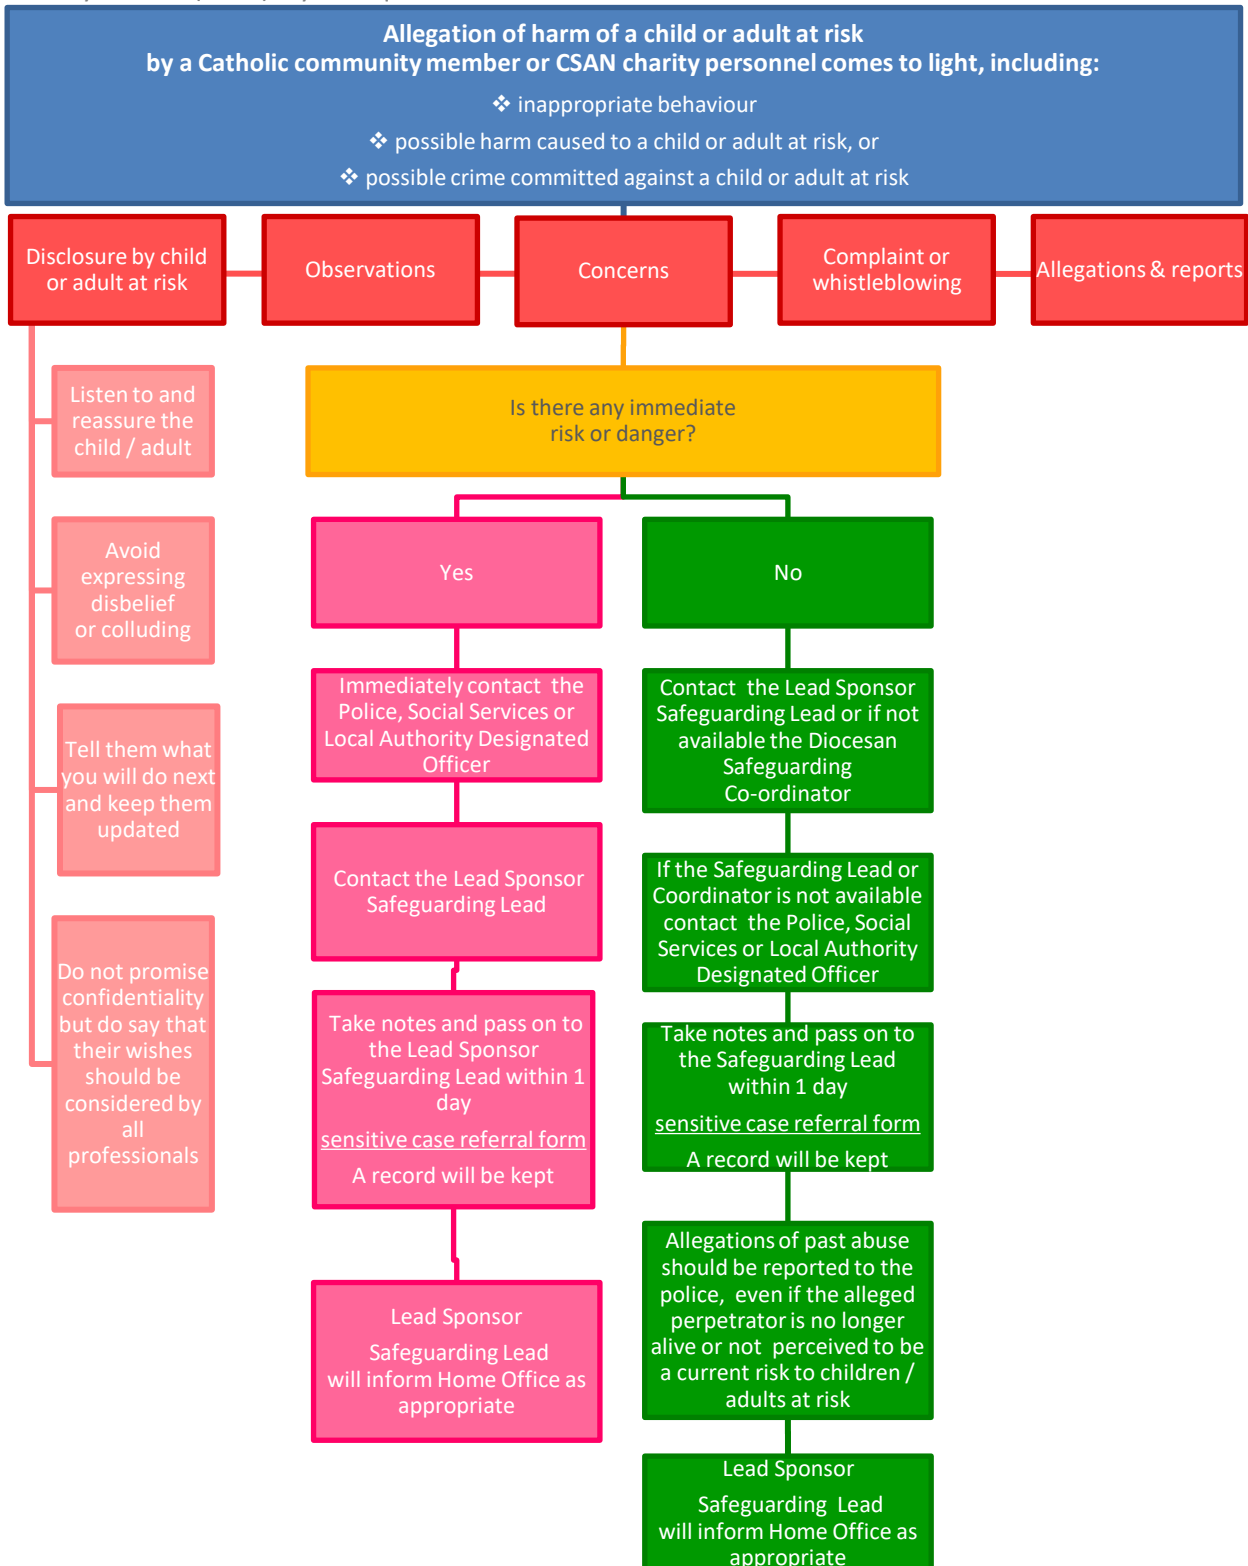 Allegation of harm of a child or adult at risk
by a Catholic community member or CSAN charity personnel comes to light, including:
❖ inappropriate behaviour
❖ possible harm caused to a child or adult at risk, or
❖ possible crime committed against a child or adult at risk
Disclosure by child
or adult at risk
Observations
Concerns
Complaint or
whistleblowing
Allegations & reports
Listen to and
reassure the
child / adult
Avoid
expressing
disbelief
or colluding
Tell them what
you will do next
and keep them
updated
Do not promise
confidentiality
but do say that
their wishes
should be
considered by
all
professionals
Is there any immediate
risk or danger?
Yes
Immediately contact the
Police, Social Services or
Local Authority Designated
Officer
Contact the Lead Sponsor
Safeguarding Lead
Take notes and pass on to
the Lead Sponsor
Safeguarding Lead within 1
day
sensitive case referral form
A record will be kept
Lead Sponsor
Safeguarding Lead
will inform Home Office as
appropriate
No
Contact the Lead Sponsor
Safeguarding Lead or if not
available the Diocesan
Safeguarding
Co-ordinator
If the Safeguarding Lead or
Coordinator is not available
contact the Police, Social
Services or Local Authority
Designated Officer
Take notes and pass on to
the Safeguarding Lead
within 1 day
sensitive case referral form
A record will be kept
Allegations of past abuse
should be reported to the
police, even if the alleged
perpetrator is no longer
alive or not perceived to be
a current risk to children /
adults at risk
Lead Sponsor
Safeguarding Lead
will inform Home Office as
appropriate